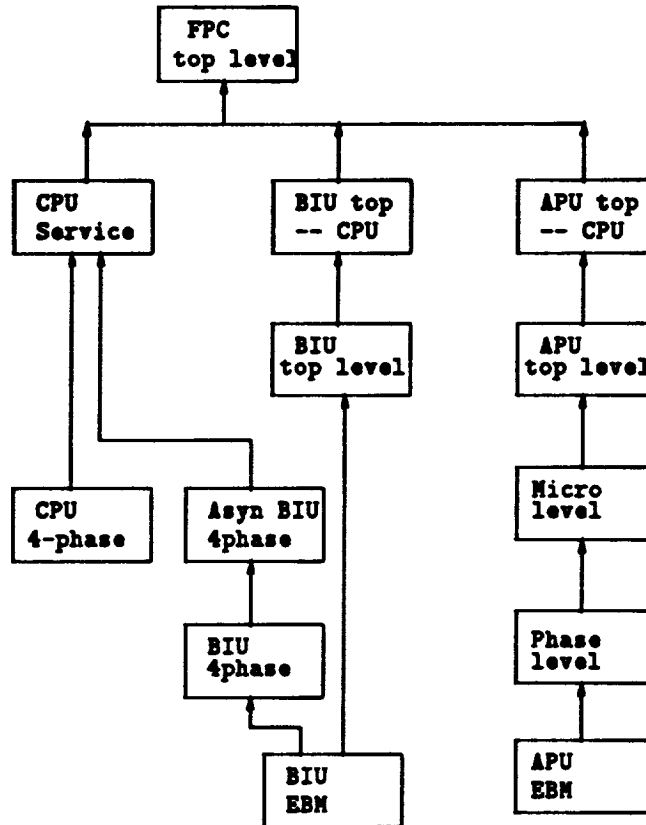 FPC
top level
CPU
Service
BIU top
-- CPU
APU top
-- CPU
BIU
top level
APU
top level
CPU
4-phase
Asyn BIU
4phase
Micro
level
BIU
4phase
Phase
level
BIU
EBM
APU
EBM